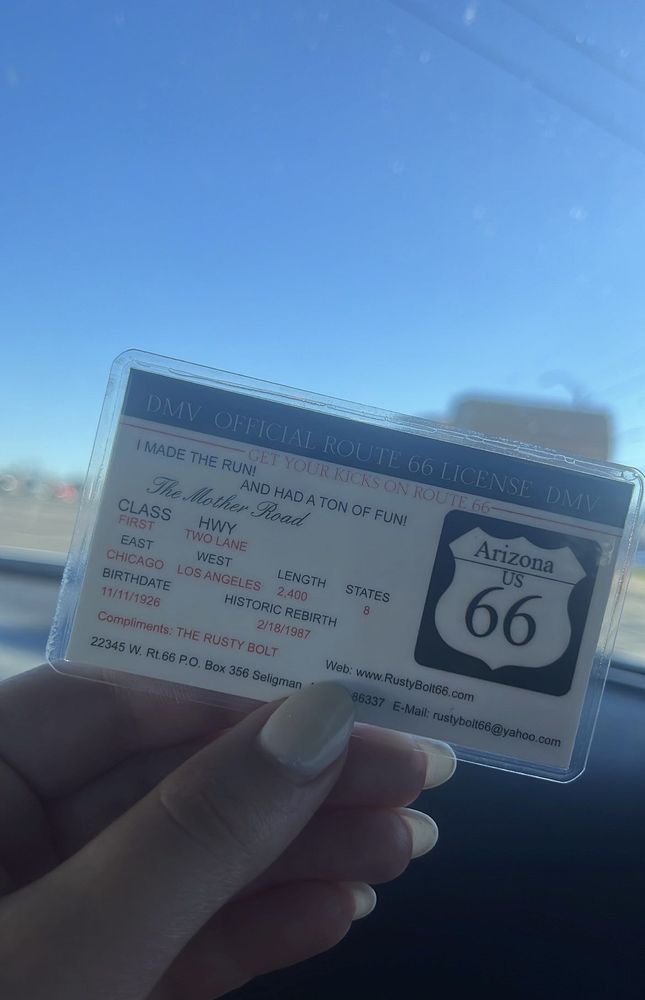 DMV OFFICIAL ROUTE 66 LICENSE DMV
GET YOUR KICKS ON ROUTE 66
I MADE THE RUN!
AND HAD A TON OF FUN!
The Mother Road
CLASS HWY
FIRST TWO LANE
EAST WEST LENGTH STATES
CHICAGO LOS ANGELES 2,400 8
BIRTHDATE HISTORIC REBIRTH
11/11/1926 2/18/1987
Compliments: THE RUSTY BOLT
Web: www.RustyBolt66.com
22345 W. Rt.66 P.O. Box 356 Seligman 86337 E-Mail: rustybolt66@yahoo.com
Arizona
US
66